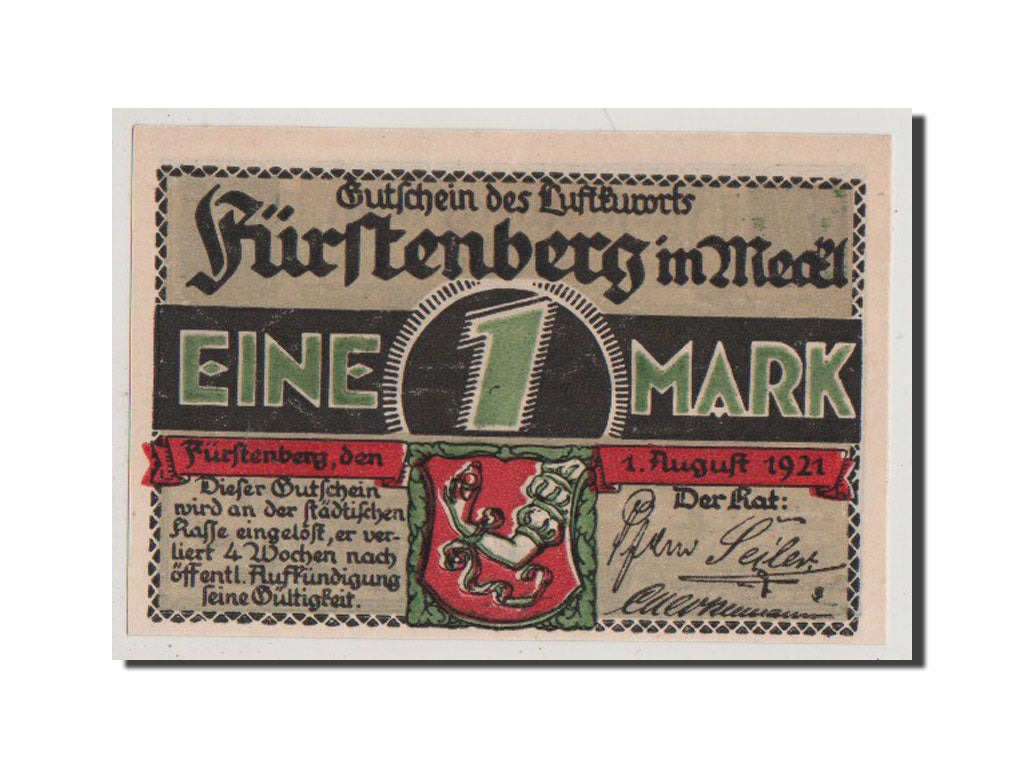 Gutschein des Luftkurorts
Fürstenberg in Meckl
EINE 1 MARK
Fürstenberg, den
1. August 1921
Dieser Gutschein
wird an der städtischen
Kasse eingelöst, er ver-
liert 4 Wochen nach
öffentl. Aufkündigung
seine Gültigkeit.
Der Rat:
Seiler